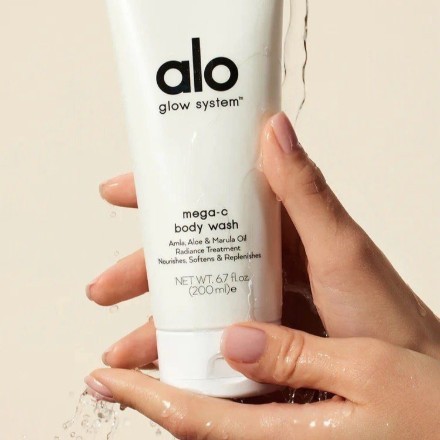 alo
glow system™
mega-c
body wash
Amla, Aloe & Marula Oil
Radiance Treatment
Nourishes, Softens & Replenishes
NET WT. 6.7 fl oz.
(200 ml)e